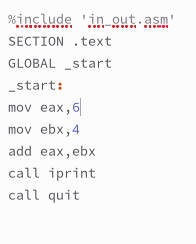 %include 'in_out.asm'
SECTION .text
GLOBAL _start
_start:
mov eax,6
mov ebx,4
add eax,ebx
call iprint
call quit